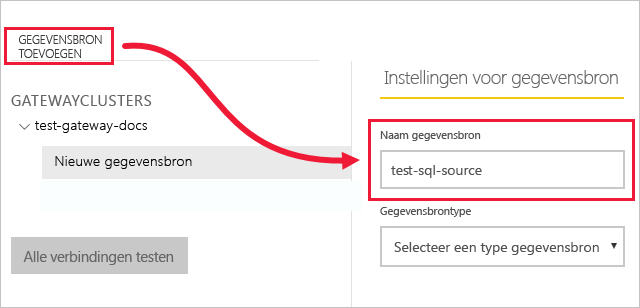 GEGEVENSBRON
TOEVOEGEN
GATEWAYCLUSTERS
test-gateway-docs
Nieuwe gegevensbron
Alle verbindingen testen
Instellingen voor gegevensbron
Naam gegevensbron
test-sql-source
Gegevensbrontype
Selecteer een type gegevensbron